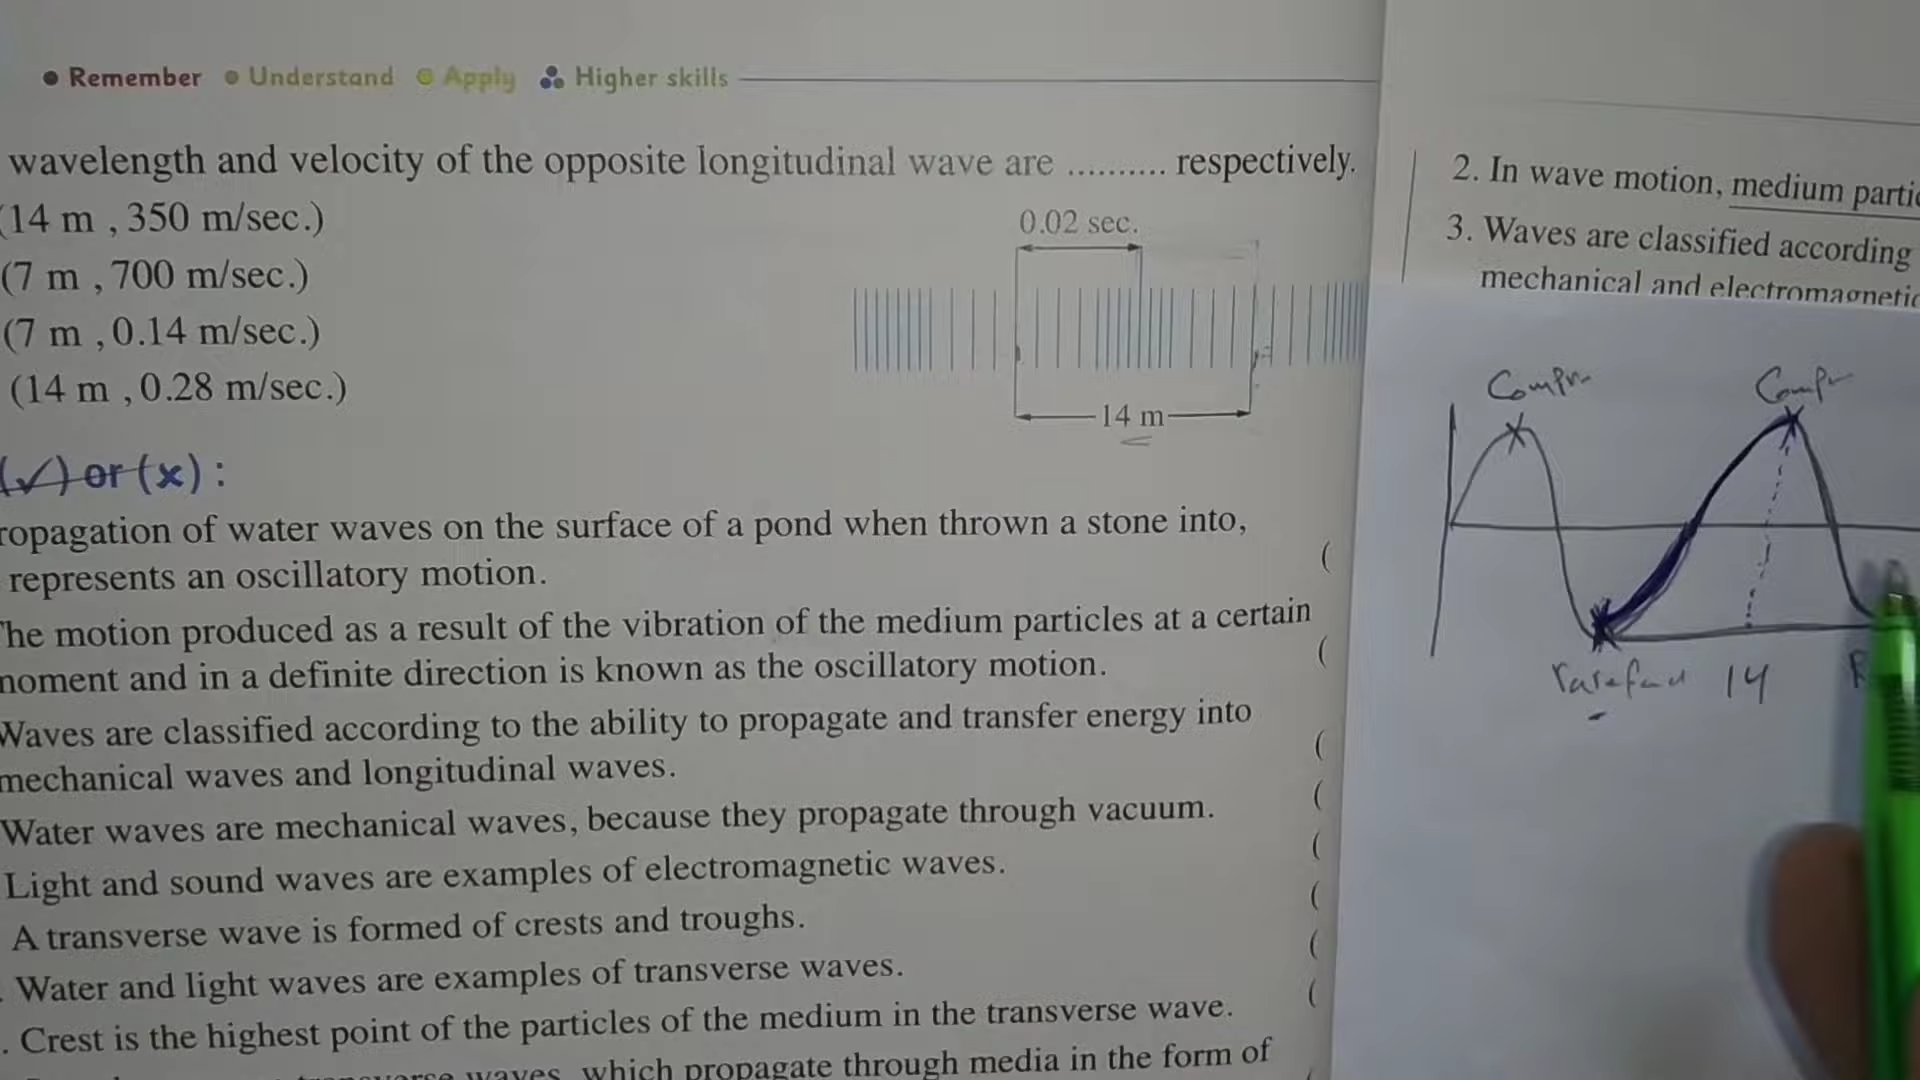 Remember Understand Apply Higher skills
wavelength and velocity of the opposite longitudinal wave are .......... respectively.
(14 m , 350 m/sec.)
(7 m , 700 m/sec.)
(7 m , 0.14 m/sec.)
(14 m , 0.28 m/sec.)
0.02 sec.
14 m
(✓) or (x) :
ropagation of water waves on the surface of a pond when thrown a stone into,
represents an oscillatory motion. (
The motion produced as a result of the vibration of the medium particles at a certain
moment and in a definite direction is known as the oscillatory motion. (
Waves are classified according to the ability to propagate and transfer energy into
mechanical waves and longitudinal waves. (
Water waves are mechanical waves, because they propagate through vacuum. (
Light and sound waves are examples of electromagnetic waves. (
A transverse wave is formed of crests and troughs. (
Water and light waves are examples of transverse waves. (
. Crest is the highest point of the particles of the medium in the transverse wave. (
waves, which propagate through media in the form of
2. In wave motion, medium partic
3. Waves are classified according
mechanical and electromagnetic
Compr
Compr
14
R